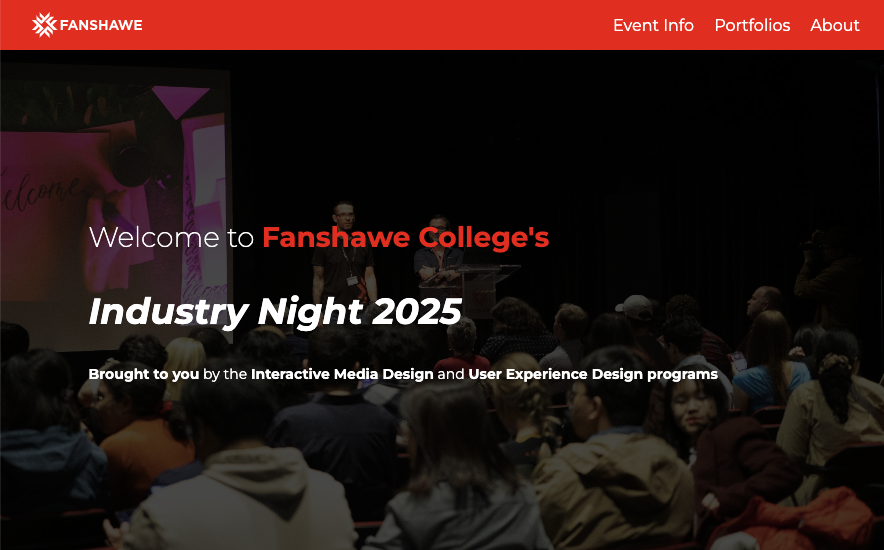 FANSHAWE
Event Info
Portfolios
About
Welcome
Welcome to Fanshawe College's
Industry Night 2025
Brought to you by the Interactive Media Design and User Experience Design programs